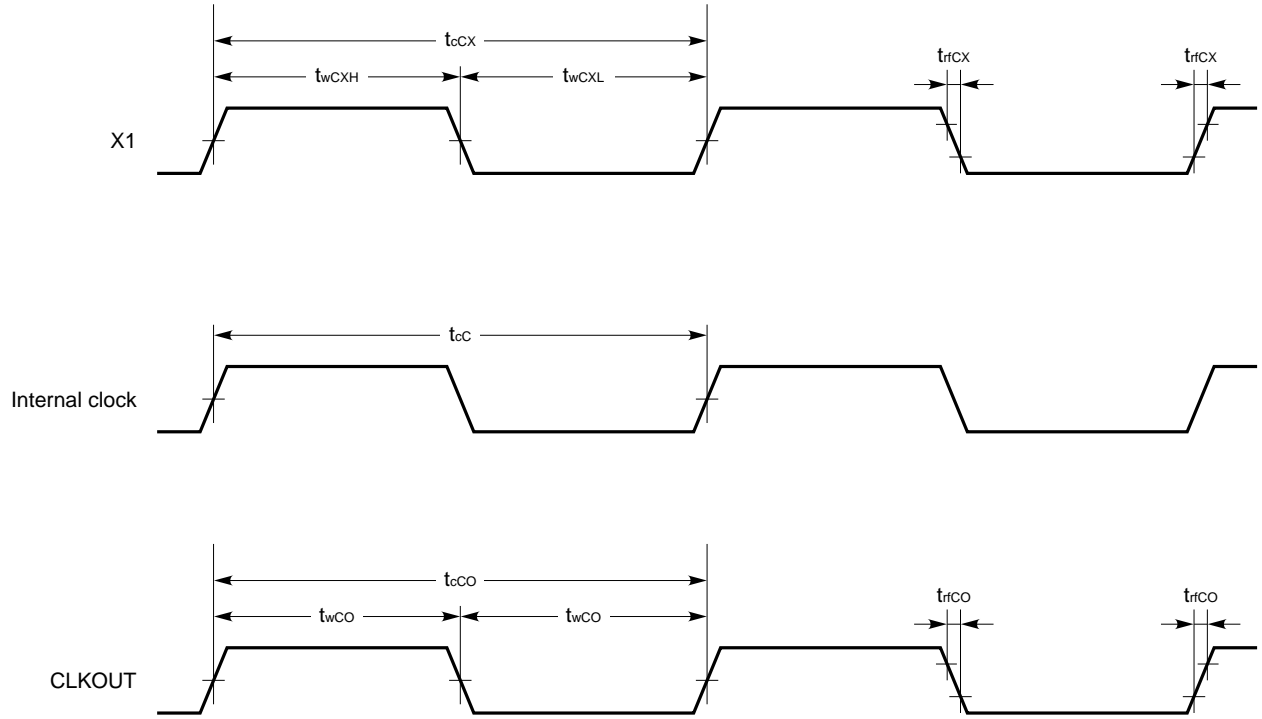 tcCX
twCXH
twCXL
trfCX
trfCX
X1
tcC
Internal clock
tcCO
twCO
twCO
trfCO
trfCO
CLKOUT